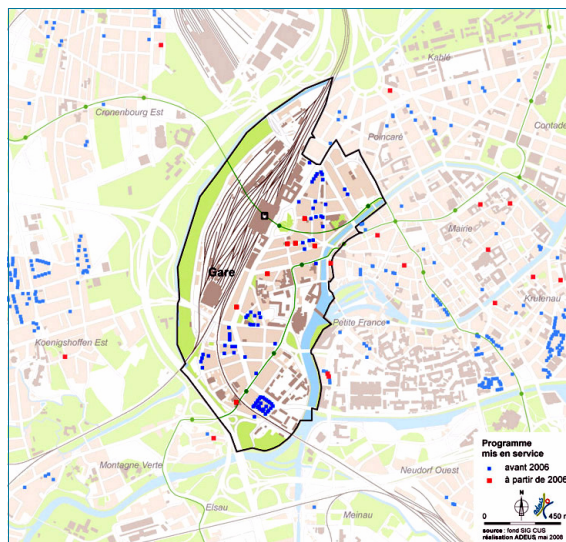 Kablé
Cronenbourg Est
Poincaré
Contade
Mairie
Gare
Krutenau
Petite France
Koenigshoffen Est
Programme
mis en service
avant 2006
à partir de 2006
Montagne Verte
Neudorf Ouest
N
adeus
Elsau
Meinau
0 450 m
source : fond SIG CUS
réalisation ADEUS, mai 2008